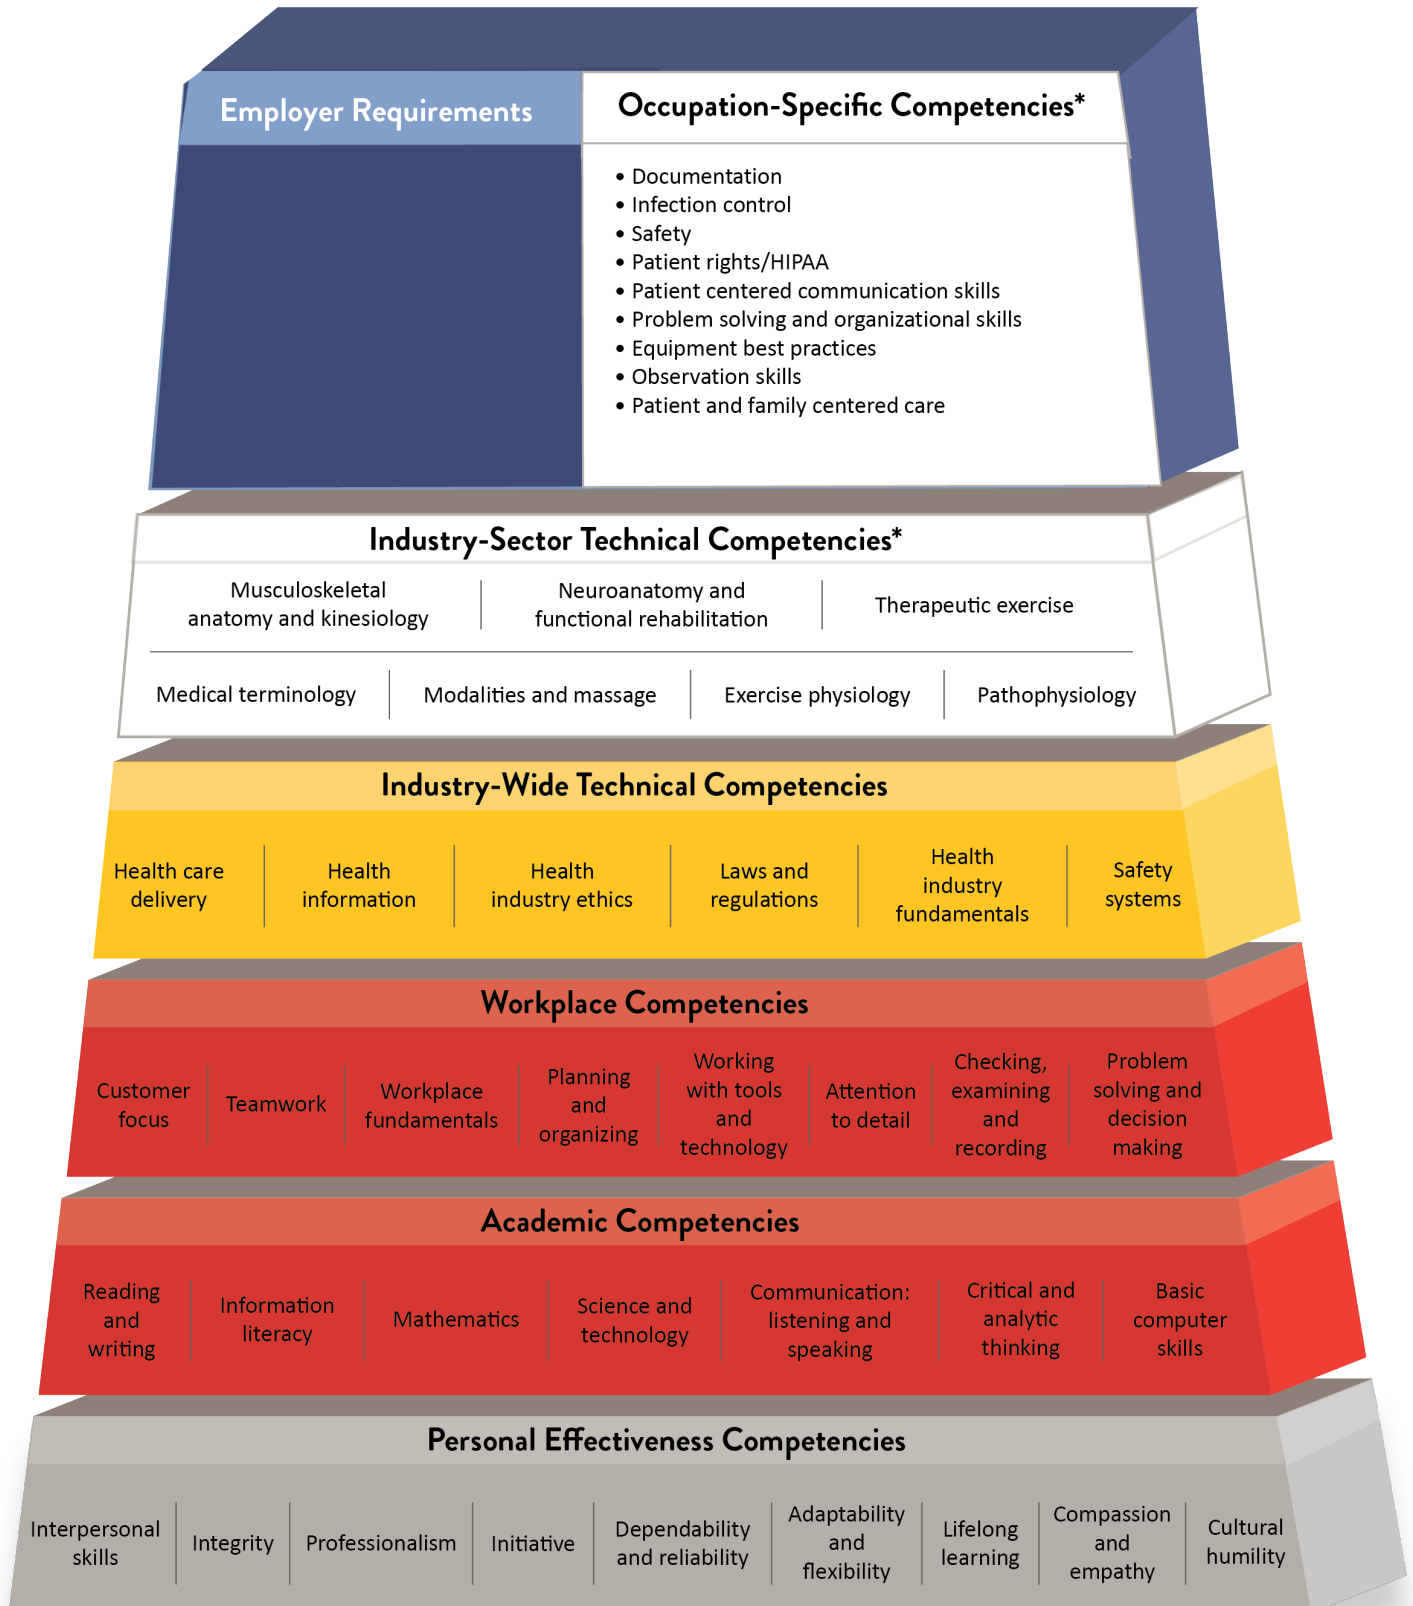 Employer Requirements
Occupation-Specific Competencies*
• Documentation
• Infection control
• Safety
• Patient rights/HIPAA
• Patient centered communication skills
• Problem solving and organizational skills
• Equipment best practices
• Observation skills
• Patient and family centered care
Industry-Sector Technical Competencies*
Musculoskeletal
anatomy and kinesiology
Neuroanatomy and
functional rehabilitation
Therapeutic exercise
Medical terminology
Modalities and massage
Exercise physiology
Pathophysiology
Industry-Wide Technical Competencies
Health care
delivery
Health
information
Health
industry ethics
Laws and
regulations
Health
industry
fundamentals
Safety
systems
Workplace Competencies
Customer
focus
Teamwork
Workplace
fundamentals
Planning
and
organizing
Working
with tools
and
technology
Attention
to detail
Checking,
examining
and
recording
Problem
solving and
decision
making
Academic Competencies
Reading
and
writing
Information
literacy
Mathematics
Science and
technology
Communication:
listening and
speaking
Critical and
analytic
thinking
Basic
computer
skills
Personal Effectiveness Competencies
Interpersonal
skills
Integrity
Professionalism
Initiative
Dependability
and reliability
Adaptability
and
flexibility
Lifelong
learning
Compassion
and
empathy
Cultural
humility